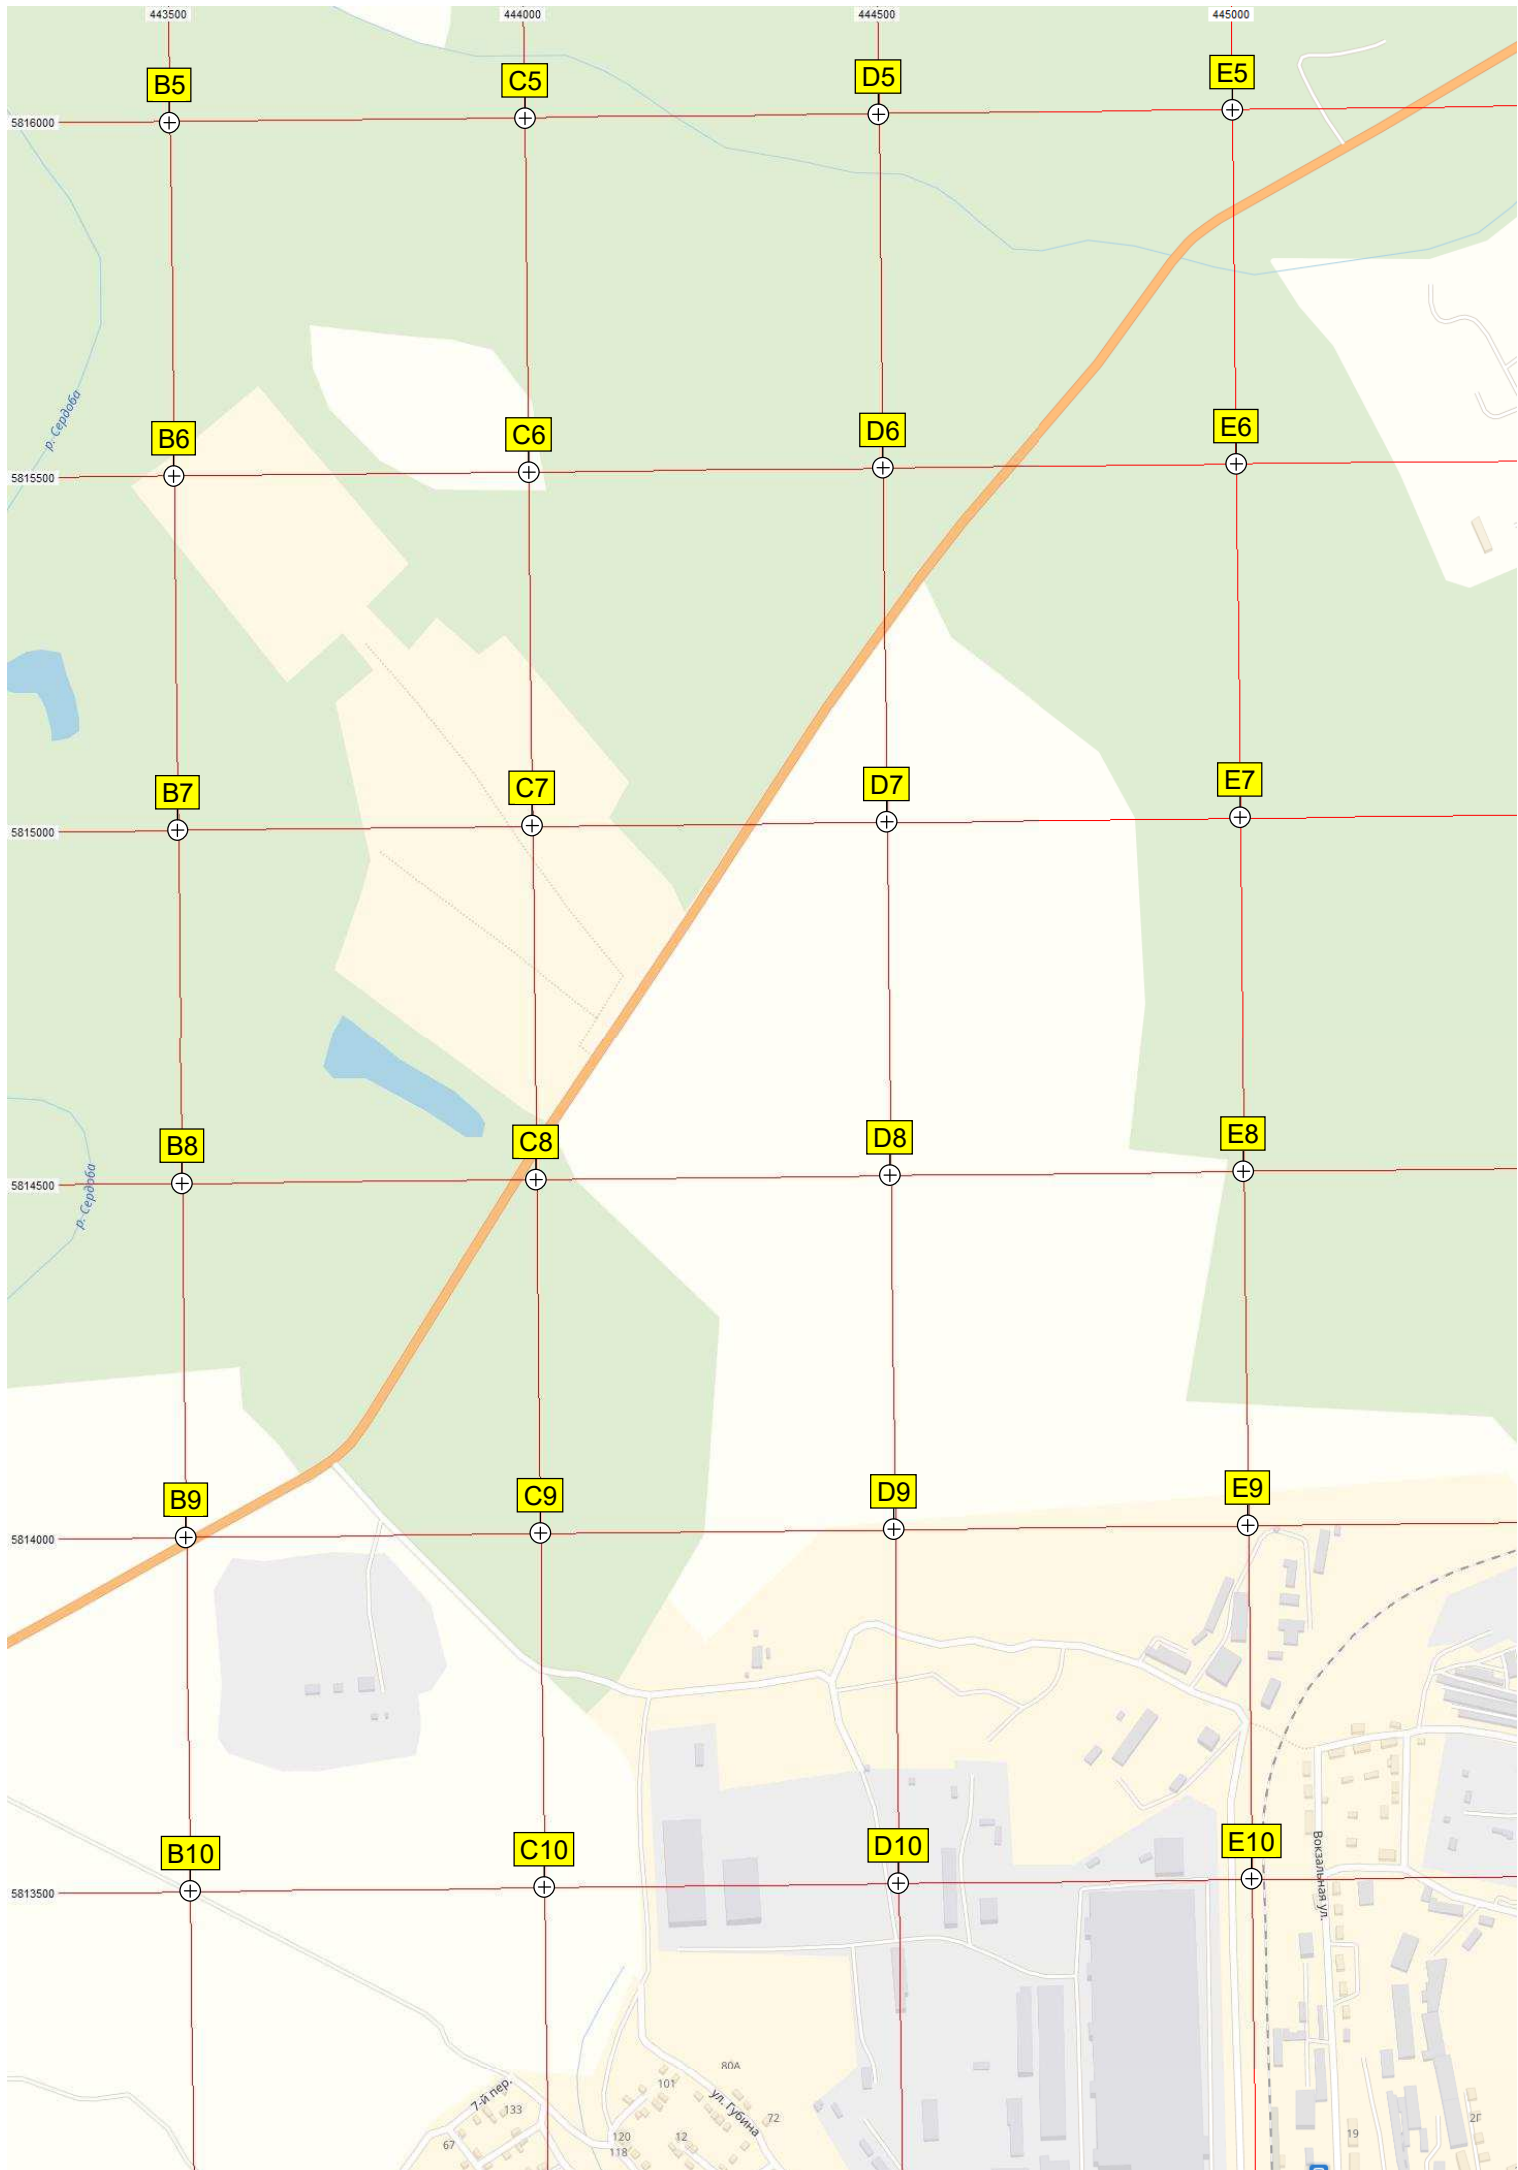 443500 444000 444500 445000
B5 C5 D5 E5
5816000
р. Сердоба
B6 C6 D6 E6
5815500
B7 C7 D7 E7
5815000
B8 C8 D8 E8
5814500
р. Сердоба
B9 C9 D9 E9
5814000
B10 C10 D10 E10
5813500
Вокзальная ул.
80А
101
7-й пер.
133
ул. Губина
72
67
120
118
12
19
2Г